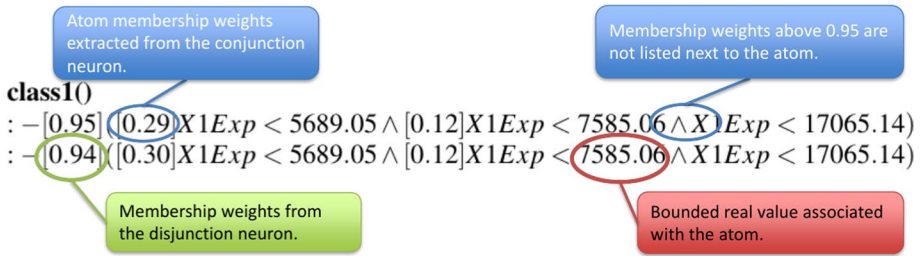 Atom membership weights
extracted from the conjunction
neuron.
Membership weights above 0.95 are
not listed next to the atom.
class1()
: −[0.95] ([0.29]X1Exp < 5689.05 ∧ [0.12]X1Exp < 7585.06 ∧ X1Exp < 17065.14)
: −[0.94] ([0.30]X1Exp < 5689.05 ∧ [0.12]X1Exp < 7585.06 ∧ X1Exp < 17065.14)
Membership weights from
the disjunction neuron.
Bounded real value associated
with the atom.